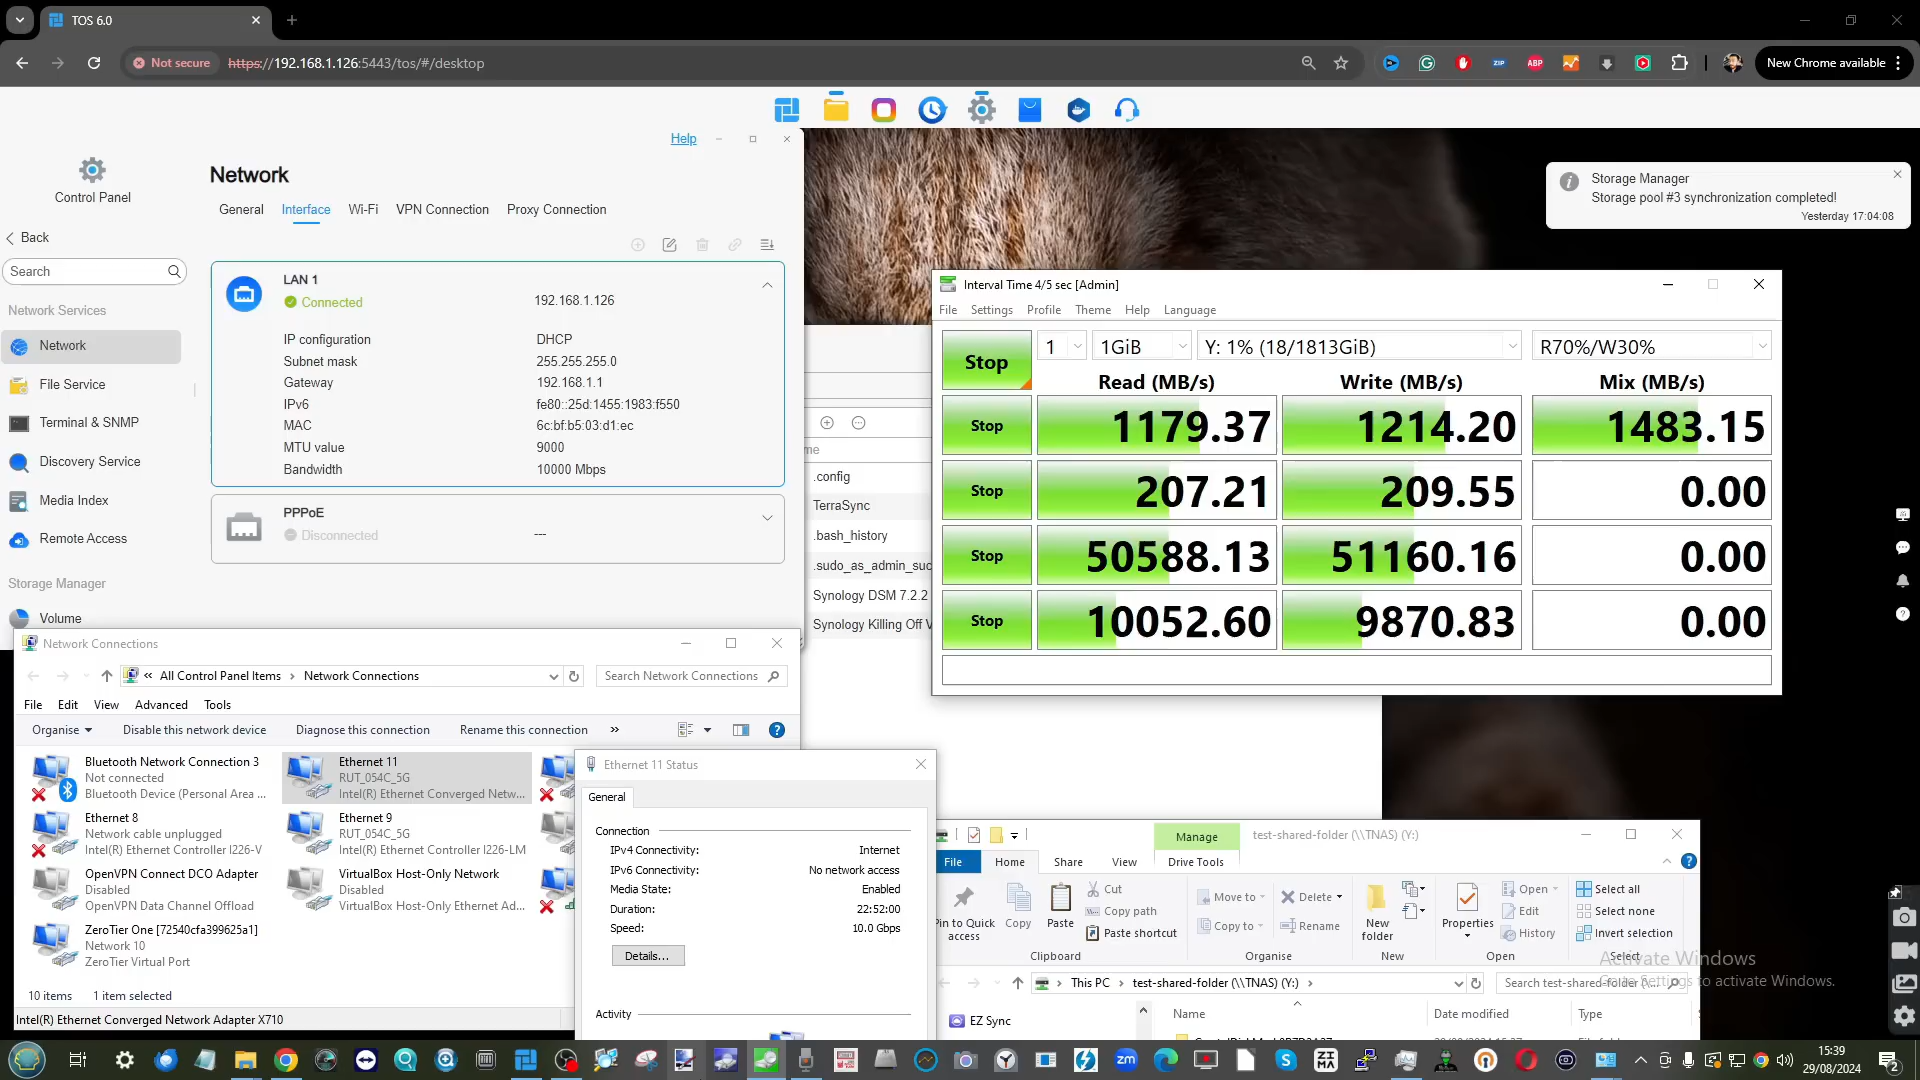 TOS 6.0
Not secure
https://192.168.1.126:5443/tos/#/desktop
ZIP
ABP
New Chrome available
Help
Control Panel
Network
General
Interface
Wi-Fi
VPN Connection
Proxy Connection
Back
Search
Network Services
Network
File Service
Terminal & SNMP
Discovery Service
Media Index
Remote Access
Storage Manager
Volume
LAN 1
Connected
192.168.1.126
IP configuration DHCP
Subnet mask 255.255.255.0
Gateway 192.168.1.1
IPv6 fe80::25d:1455:1983:f550
MAC 6c:bf:b5:03:d1:ec
MTU value 9000
Bandwidth 10000 Mbps
PPPoE
Disconnected ---
Storage Manager
Storage pool #3 synchronization completed!
Yesterday 17:04:08
me
.config
TerraSync
.bash_history
.sudo_as_admin_suc
Synology DSM 7.2.2
Synology Killing Off V
Interval Time 4/5 sec [Admin]
File Settings Profile Theme Help Language
Stop
1
1GiB
Y: 1% (18/1813GiB)
R70%/W30%
Read (MB/s) Write (MB/s) Mix (MB/s)
Stop 1179.37 1214.20 1483.15
Stop 207.21 209.55 0.00
Stop 50588.13 51160.16 0.00
Stop 10052.60 9870.83 0.00
Network Connections
« All Control Panel Items › Network Connections
Search Network Connections
File Edit View Advanced Tools
Organise Disable this network device Diagnose this connection Rename this connection »
Bluetooth Network Connection 3
Not connected
Bluetooth Device (Personal Area ...
Ethernet 11
RUT_054C_5G
Intel(R) Ethernet Converged Netw...
Ethernet 8
Network cable unplugged
Intel(R) Ethernet Controller I226-V
Ethernet 9
RUT_054C_5G
Intel(R) Ethernet Controller I226-LM
OpenVPN Connect DCO Adapter
Disabled
OpenVPN Data Channel Offload
VirtualBox Host-Only Network
Disabled
VirtualBox Host-Only Ethernet Ad...
ZeroTier One [72540cfa399625a1]
Network 10
ZeroTier Virtual Port
10 items 1 item selected
Intel(R) Ethernet Converged Network Adapter X710
Ethernet 11 Status
General
Connection
IPv4 Connectivity: Internet
IPv6 Connectivity: No network access
Media State: Enabled
Duration: 22:52:00
Speed: 10.0 Gbps
Details...
Activity
Manage
test-shared-folder (\\TNAS) (Y:)
File Home Share View Drive Tools
Pin to Quick
access
Copy
Paste
Cut
Copy path
Paste shortcut
Clipboard
Move to
Copy to
Delete
Rename
Organise
New
folder
New
Properties
Open
Edit
History
Open
Select all
Select none
Invert selection
Select
Activate Windows
Go to Settings to activate Windows.
This PC › test-shared-folder (\\TNAS) (Y:) ›
Search test-shared-folder (\\...
EZ Sync
Name Date modified Type
zm
15:39
29/08/2024
2